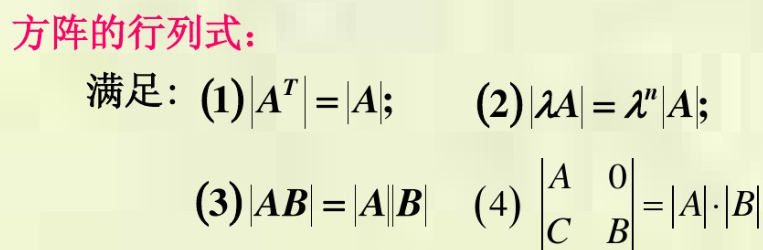 方阵的行列式：
满足：(1)|A^T| = |A|; (2)|λA| = λ^n|A|;
(3)|AB| = |A||B| (4) |A 0; C B| = |A|·|B|